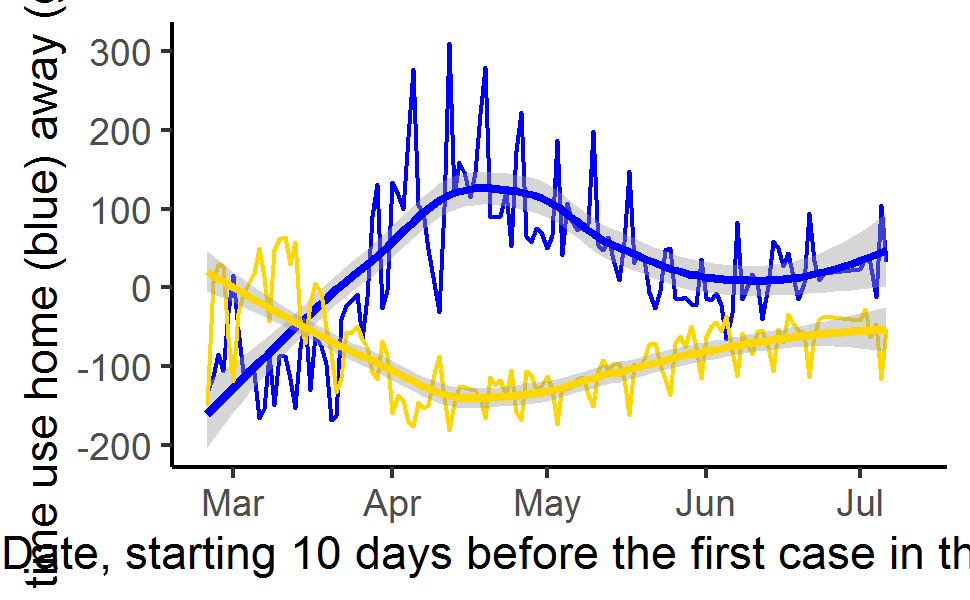 time use home (blue) away (
300
200
100
0
-100
-200
Mar Apr May Jun Jul
Date, starting 10 days before the first case in th